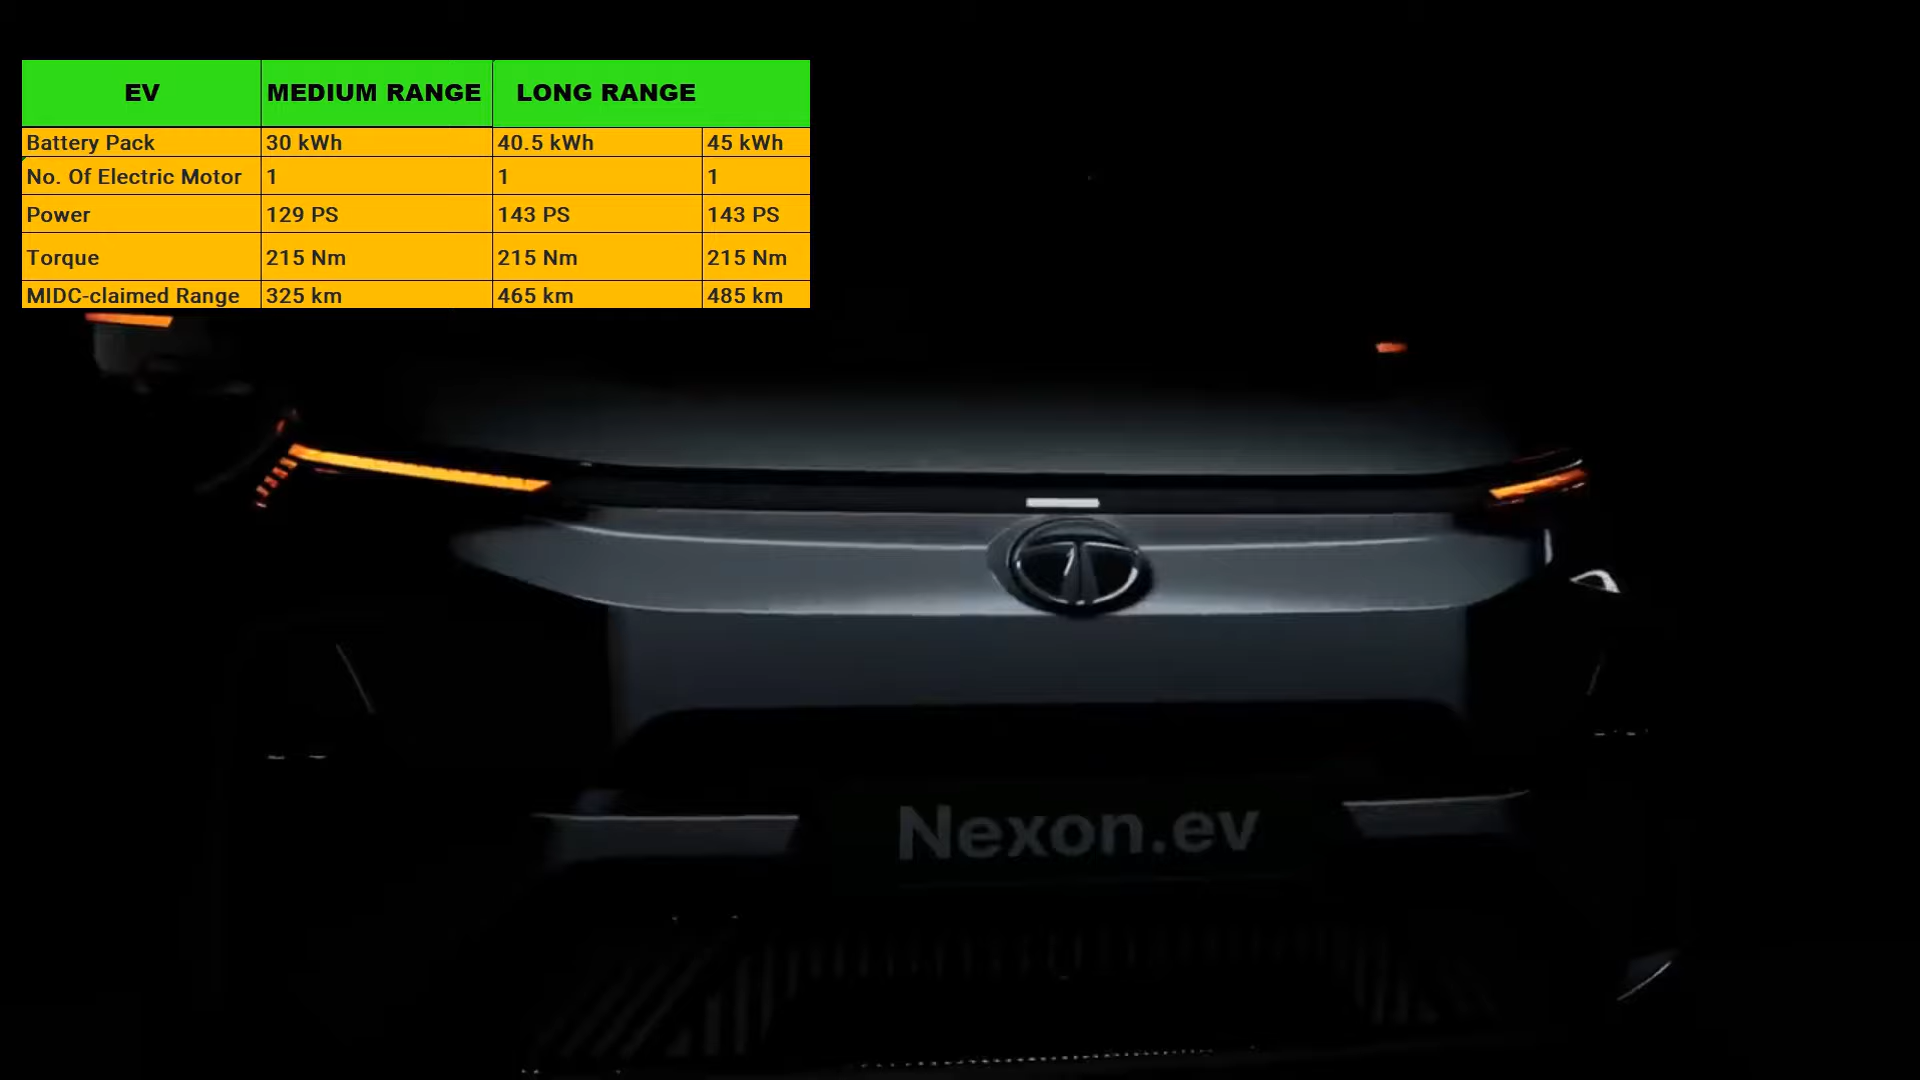 EV MEDIUM RANGE LONG RANGE
Battery Pack 30 kWh 40.5 kWh 45 kWh
No. Of Electric Motor 1 1 1
Power 129 PS 143 PS 143 PS
Torque 215 Nm 215 Nm 215 Nm
MIDC-claimed Range 325 km 465 km 485 km
Nexon.ev